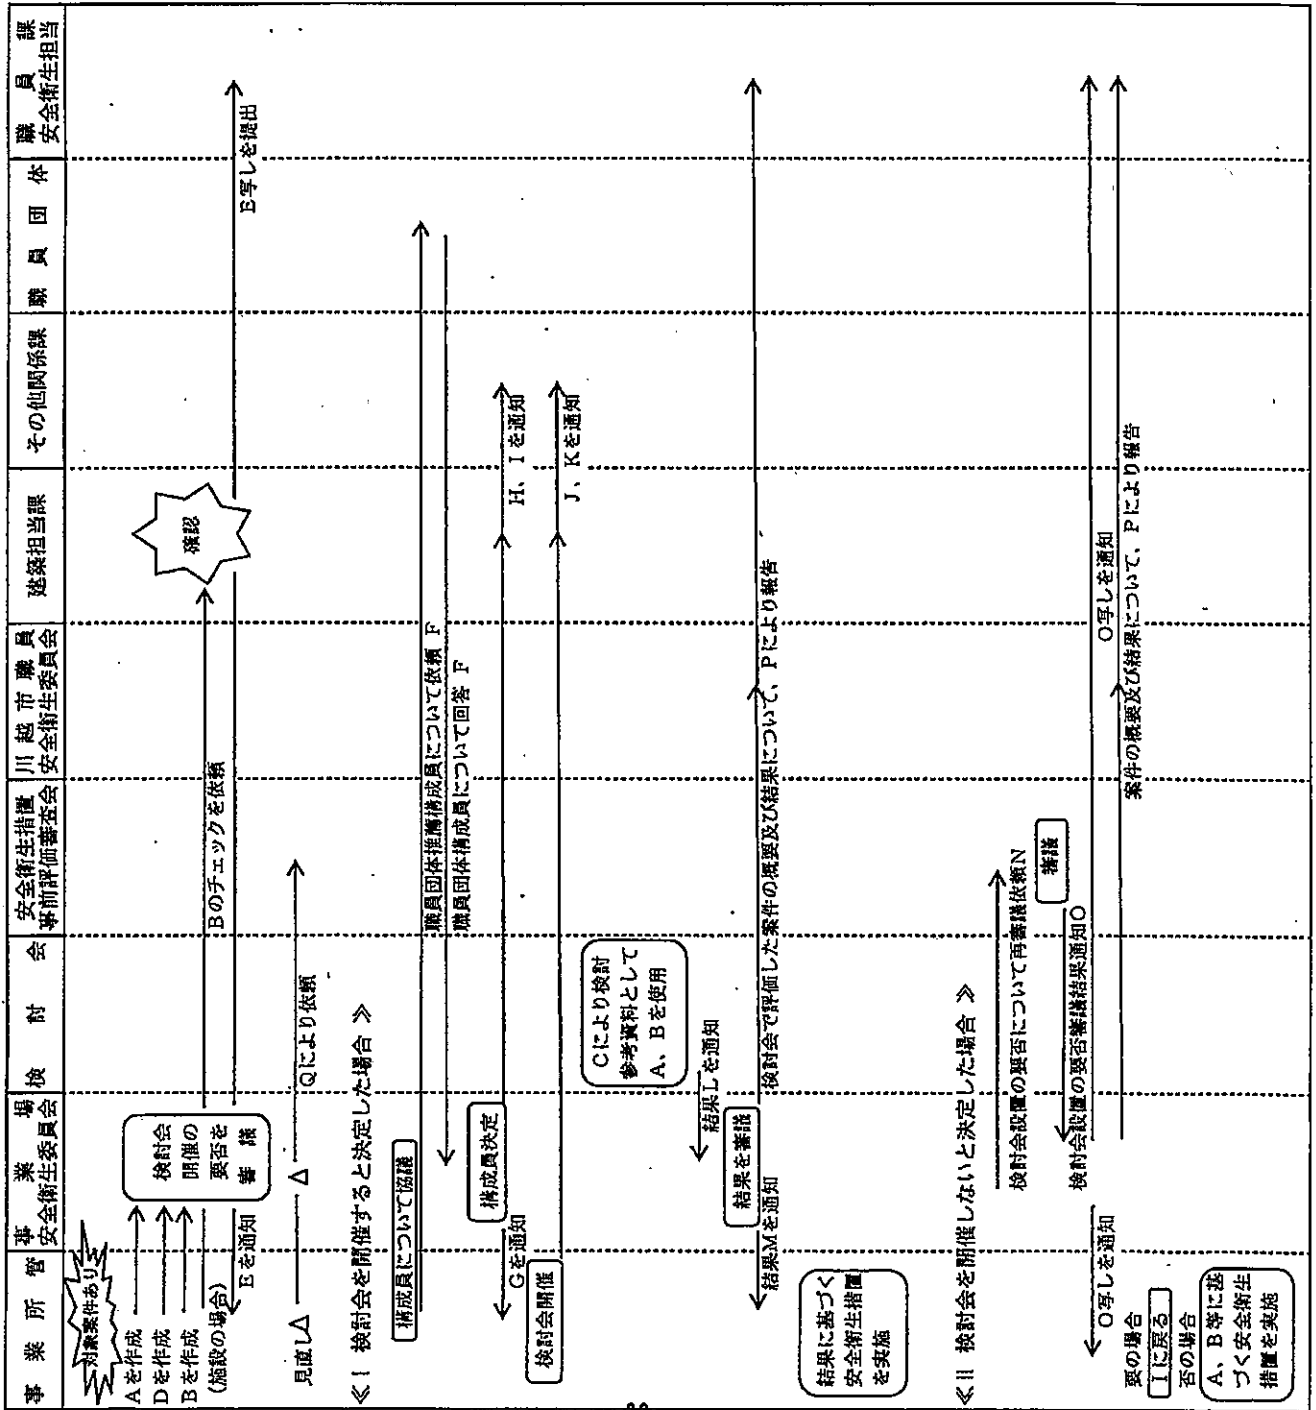 事業所管
事業場
安全衛生委員会
検討会
安全衛生措置
事前評価審査会
川越市職員
安全衛生委員会
建築担当課
その他関係課
職員団体
職員課
安全衛生担当
対象案件あり
Aを作成
Dを作成
Bを作成
(施設の場合)
検討会
開催の
要否を
審議
Bのチェックを依頼
確認
Eを通知
E写しを提出
見直し△
△
Qにより依頼
≪Ⅰ 検討会を開催すると決定した場合≫
構成員について協議
職員団体推薦構成員について依頼 F
職員団体構成員について回答 F
構成員決定
Gを通知
H、Iを通知
検討会開催
J、Kを通知
Cにより検討
参考資料として
A、Bを使用
結果Lを通知
結果を審議
結果Mを通知
検討会で評価した案件の概要及び結果について、Pにより報告
結果に基づく
安全衛生措置
を実施
≪Ⅱ 検討会を開催しないと決定した場合≫
検討会設置の要否について再審議依頼N
審議
検討会設置の要否審議結果通知O
O写しを通知
O写しを通知
案件の概要及び結果について、Pにより報告
要の場合
Ⅰに戻る
否の場合
A、B等に基
づく安全衛生
措置を実施